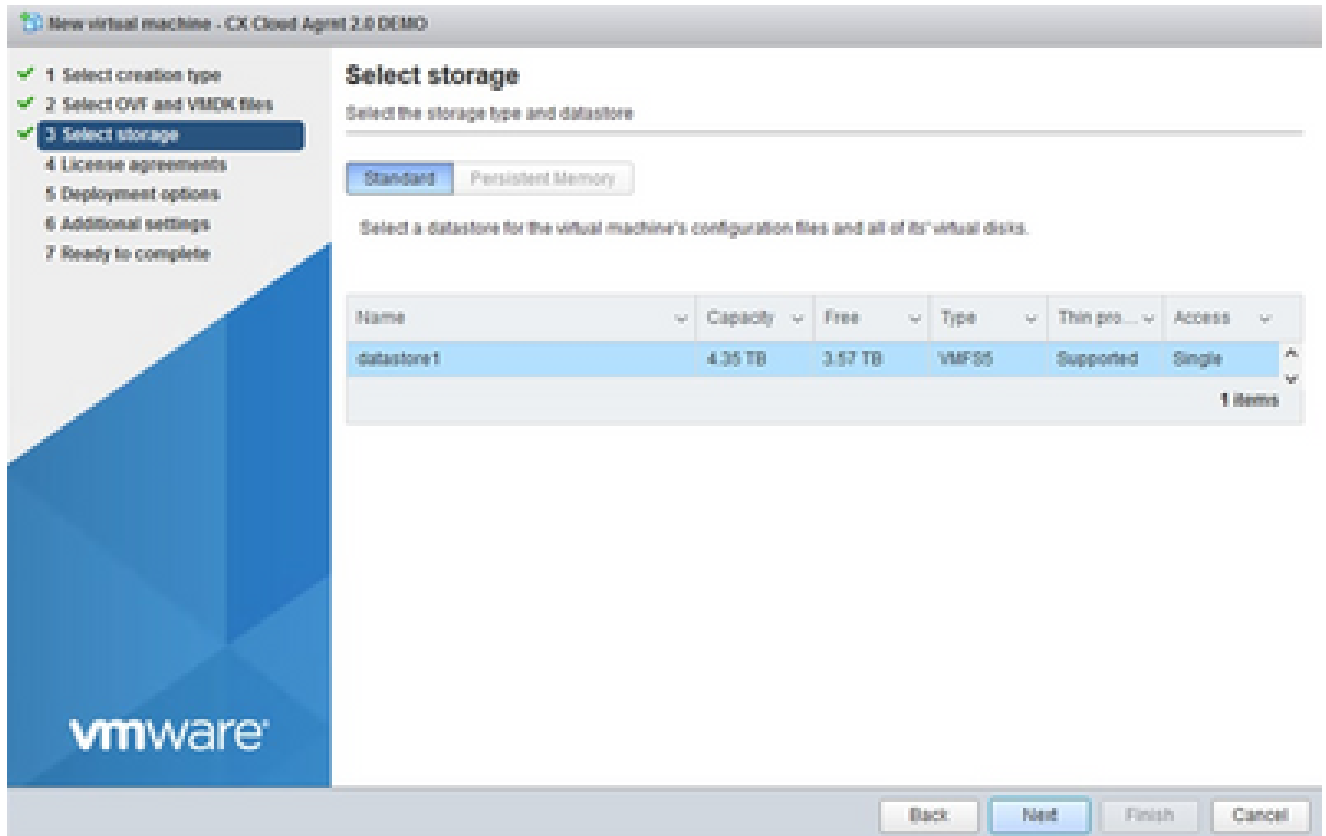 New virtual machine - CX Cloud Agrnt 2.0 DEMO
1 Select creation type
2 Select OVF and VMDK files
3 Select storage
4 License agreements
5 Deployment options
6 Additional settings
7 Ready to complete
vmware
Select storage
Select the storage type and datastore
Standard Persistent Memory
Select a datastore for the virtual machine's configuration files and all of its' virtual disks.
Name Capacity Free Type Thin pro... Access
datastore1 4.35 TB 3.57 TB VMFS5 Supported Single
1 items
Back Next Finish Cancel